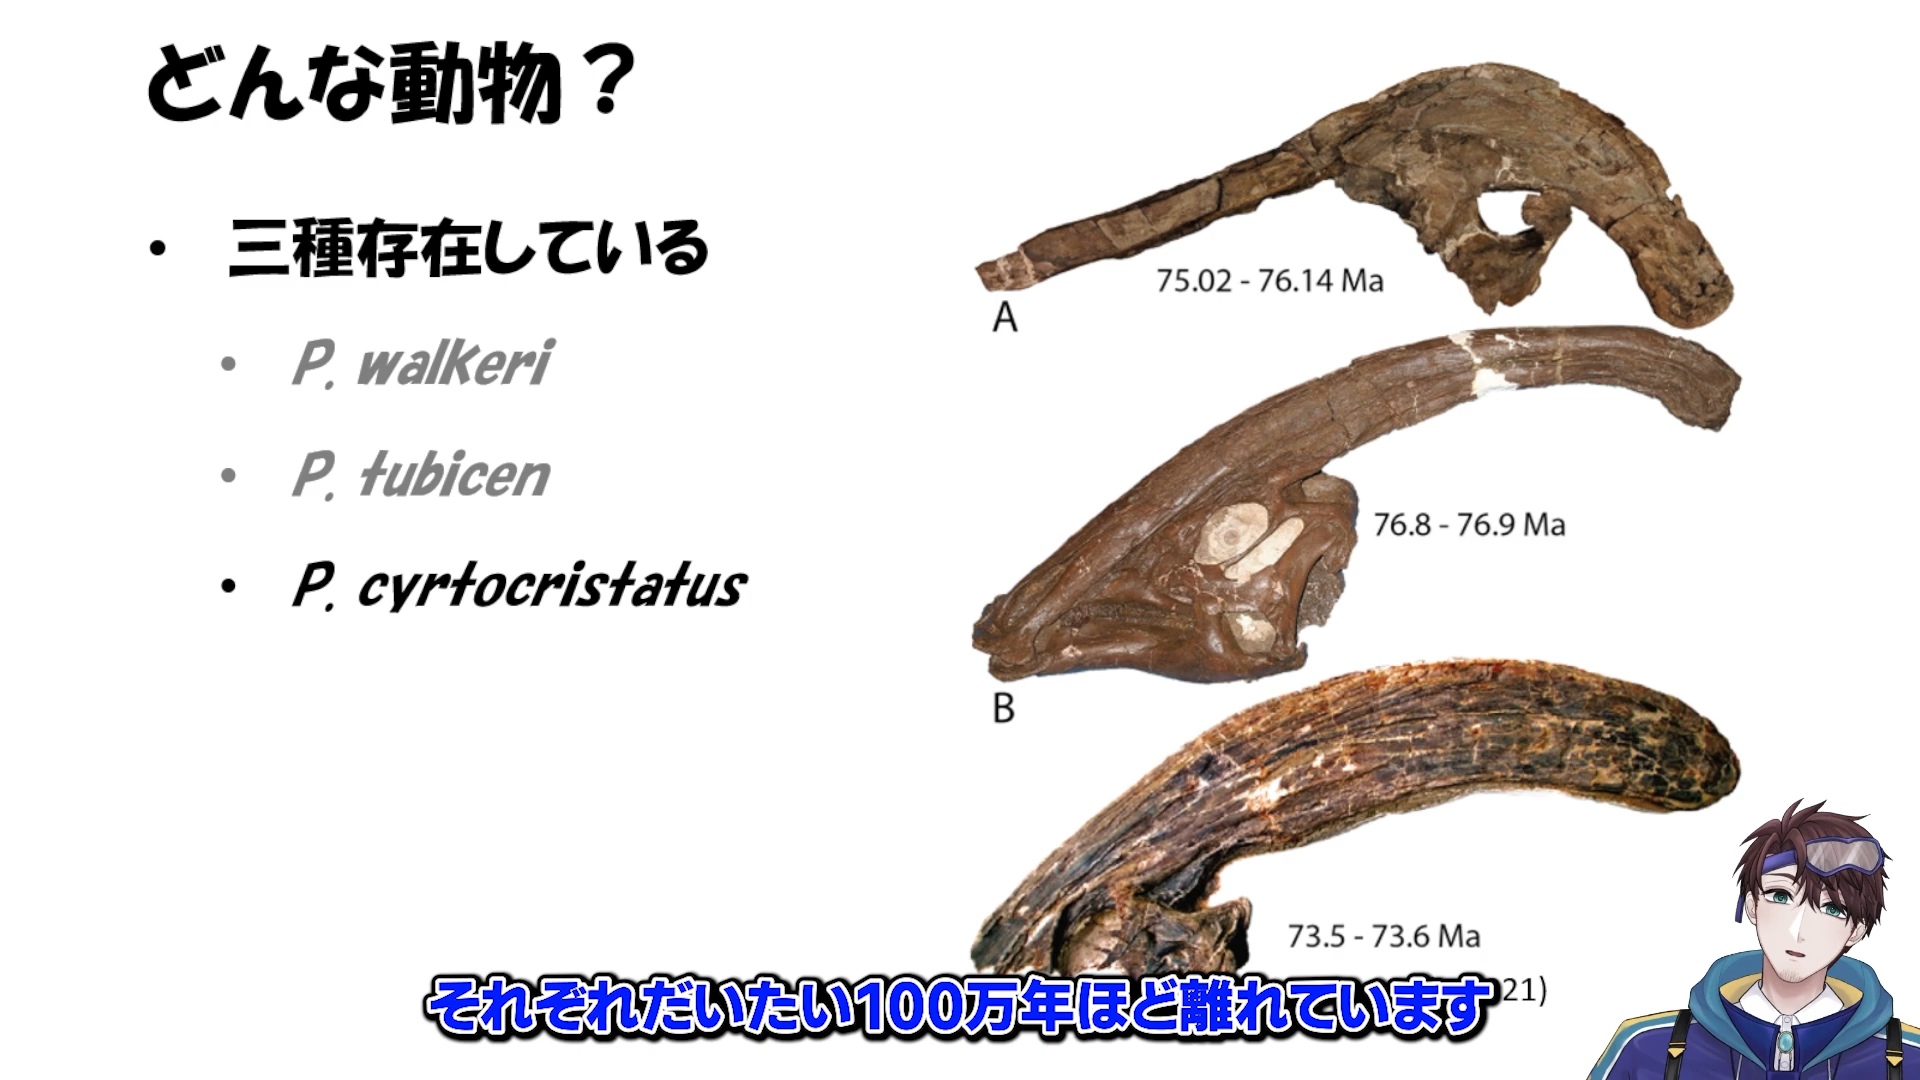 どんな動物？
• 三種存在している
• P. walkeri
• P. tubicen
• P. cyrtocristatus
75.02 - 76.14 Ma
A
76.8 - 76.9 Ma
B
73.5 - 73.6 Ma
21)
それぞれだいたい100万年ほど離れています